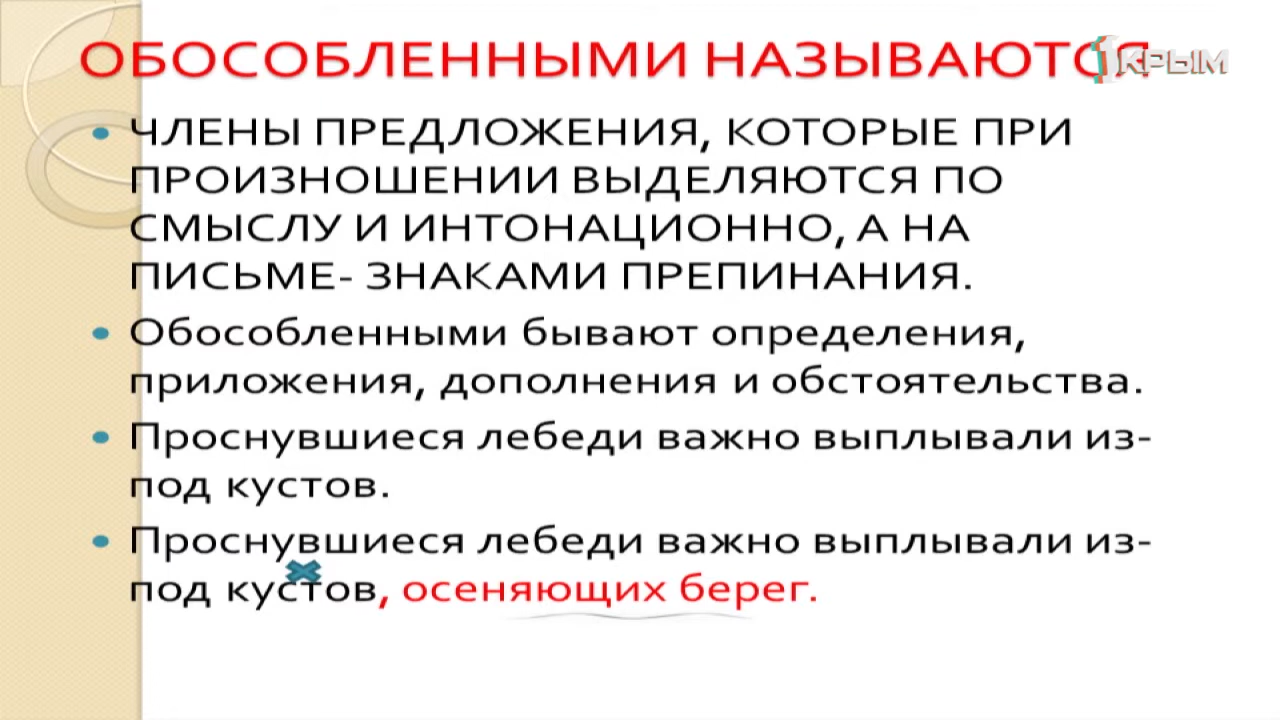 ОБОСОБЛЕННЫМИ НАЗЫВАЮТСЯ
1 КРЫМ
• ЧЛЕНЫ ПРЕДЛОЖЕНИЯ, КОТОРЫЕ ПРИ
ПРОИЗНОШЕНИИ ВЫДЕЛЯЮТСЯ ПО
СМЫСЛУ И ИНТОНАЦИОННО, А НА
ПИСЬМЕ- ЗНАКАМИ ПРЕПИНАНИЯ.
• Обособленными бывают определения,
приложения, дополнения и обстоятельства.
• Проснувшиеся лебеди важно выплывали из-
под кустов.
• Проснувшиеся лебеди важно выплывали из-
под кустов, осеняющих берег.